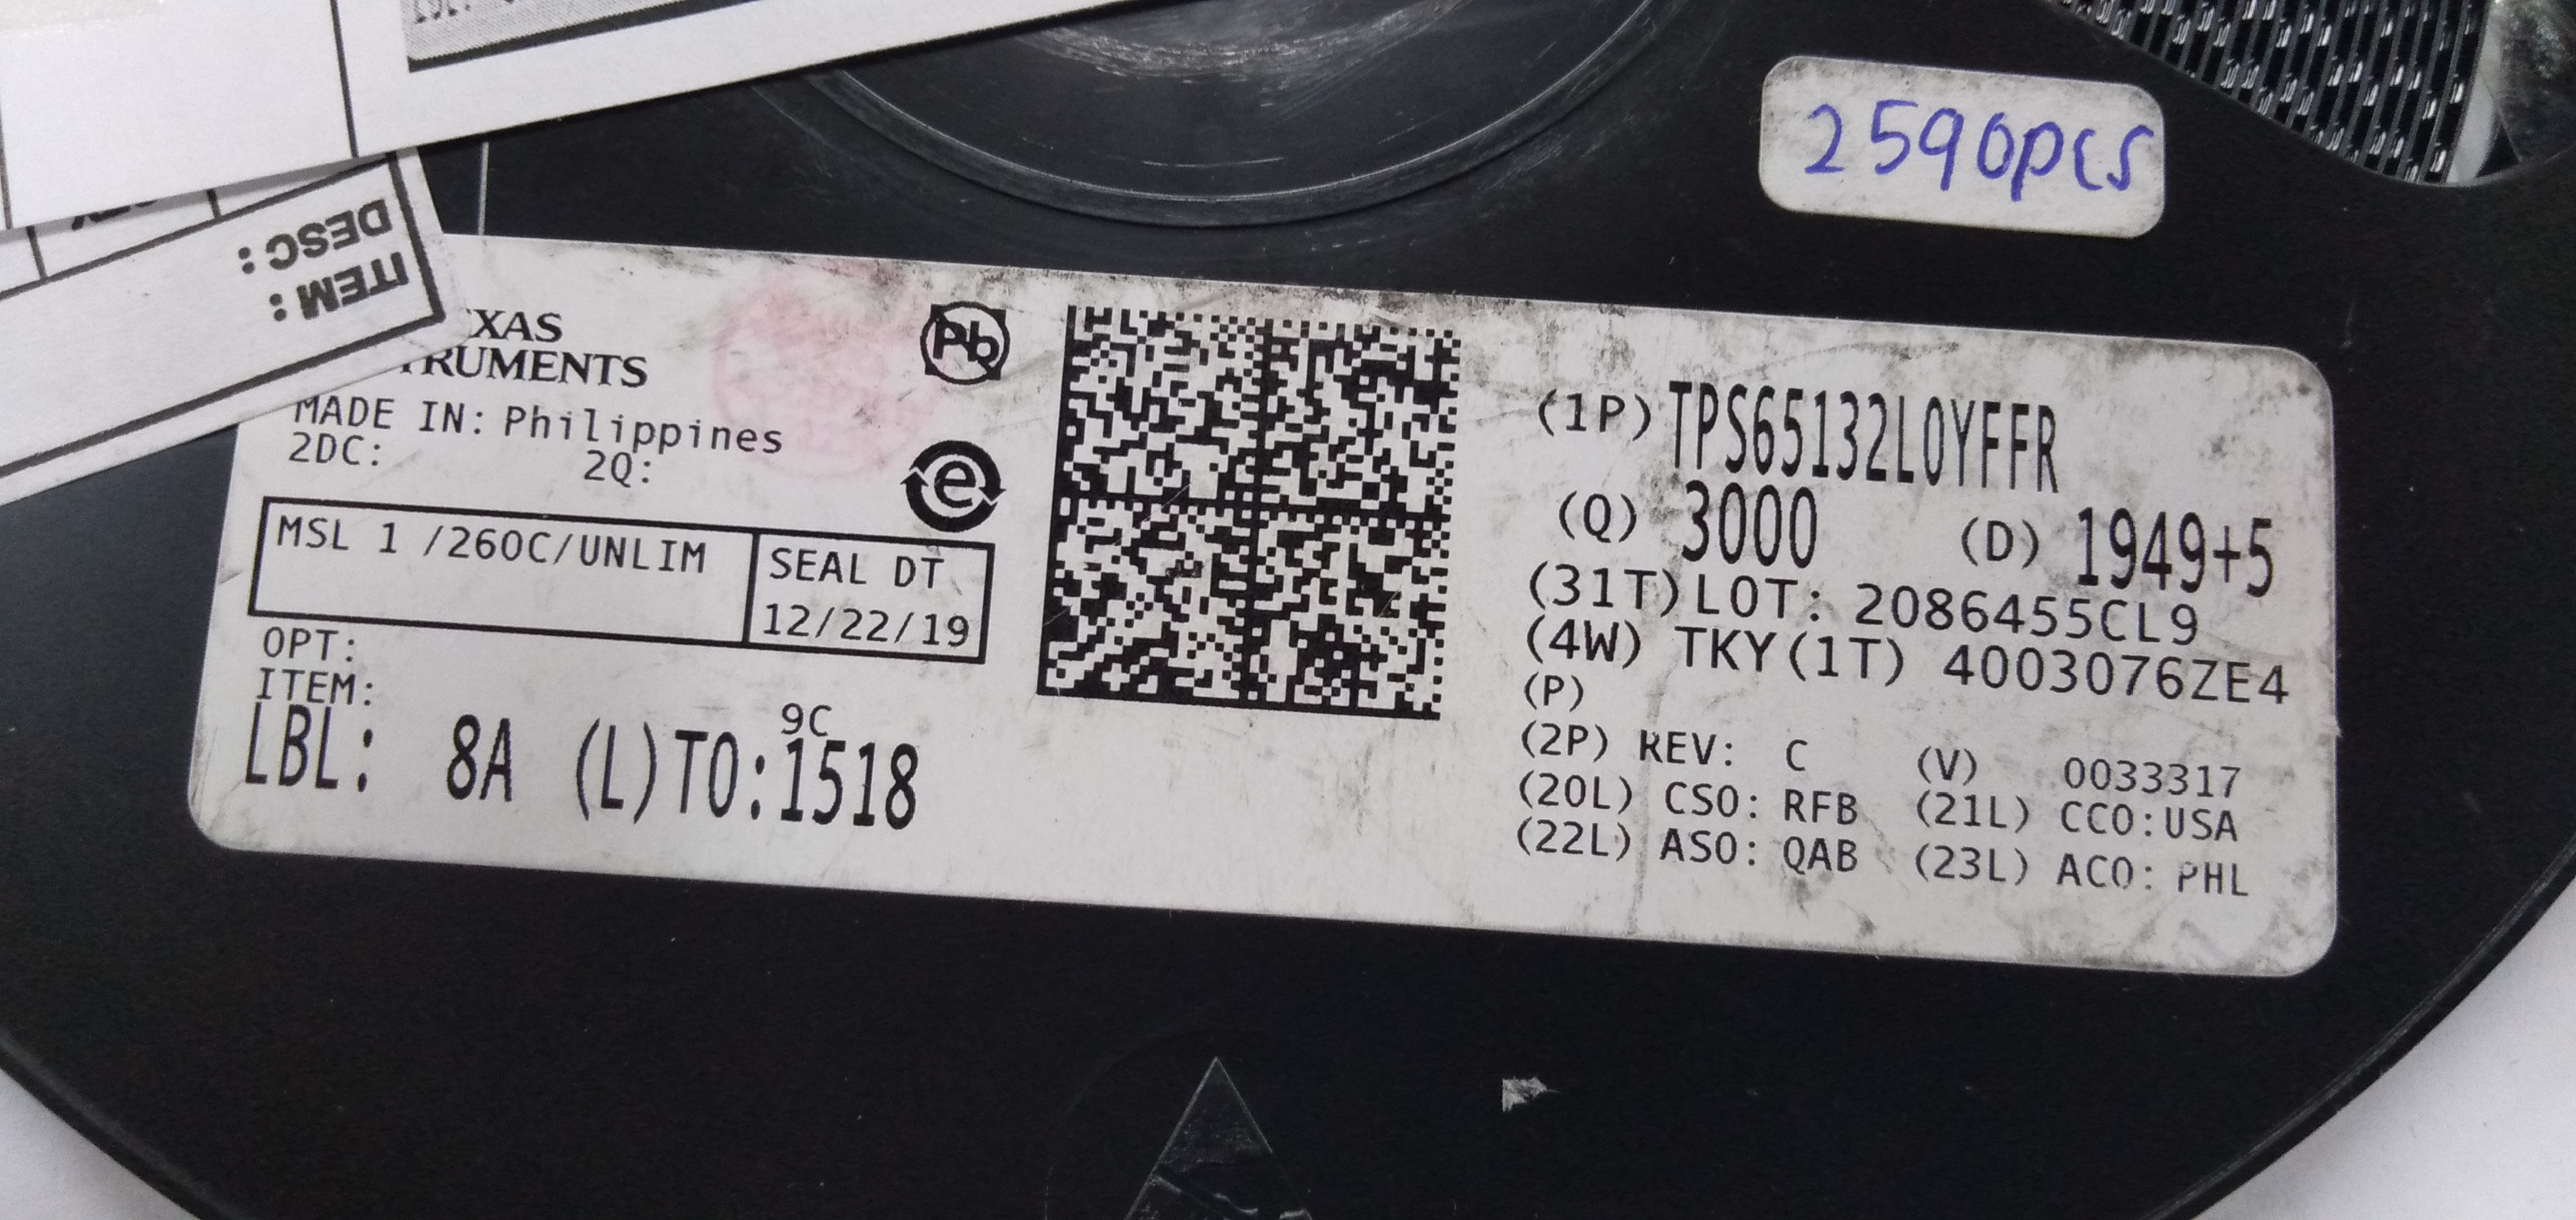 2590pcs
DESC:
ITEM:
XAS
RUMENTS
Pb
MADE IN: Philippines
2DC: 2Q:
e
MSL 1 /260C/UNLIM
SEAL DT
12/22/19
OPT:
ITEM:
9C
LBL: 8A (L)TO:1518
(1P) TPS65132L0YFFR
(Q) 3000 (D) 1949+5
(31T)LOT: 2086455CL9
(4W) TKY(1T) 4003076ZE4
(P)
(2P) REV: C (V) 0033317
(20L) CSO: RFB (21L) CCO:USA
(22L) ASO: QAB (23L) ACO: PHL